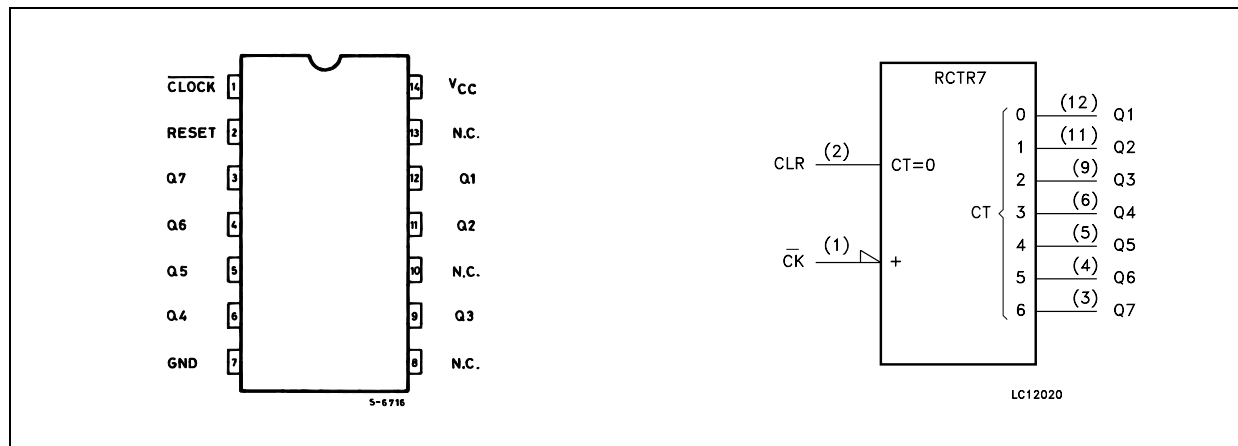 CLOCK 1 14 VCC
RESET 2 13 N.C.
Q7 3 12 Q1
Q6 4 11 Q2
Q5 5 10 N.C.
Q4 6 9 Q3
GND 7 8 N.C.
S-6716
RCTR7
0 (12) Q1
1 (11) Q2
CLR (2) CT=0
2 (9) Q3
CT 3 (6) Q4
4 (5) Q5
CK (1) +
5 (4) Q6
6 (3) Q7
LC12020